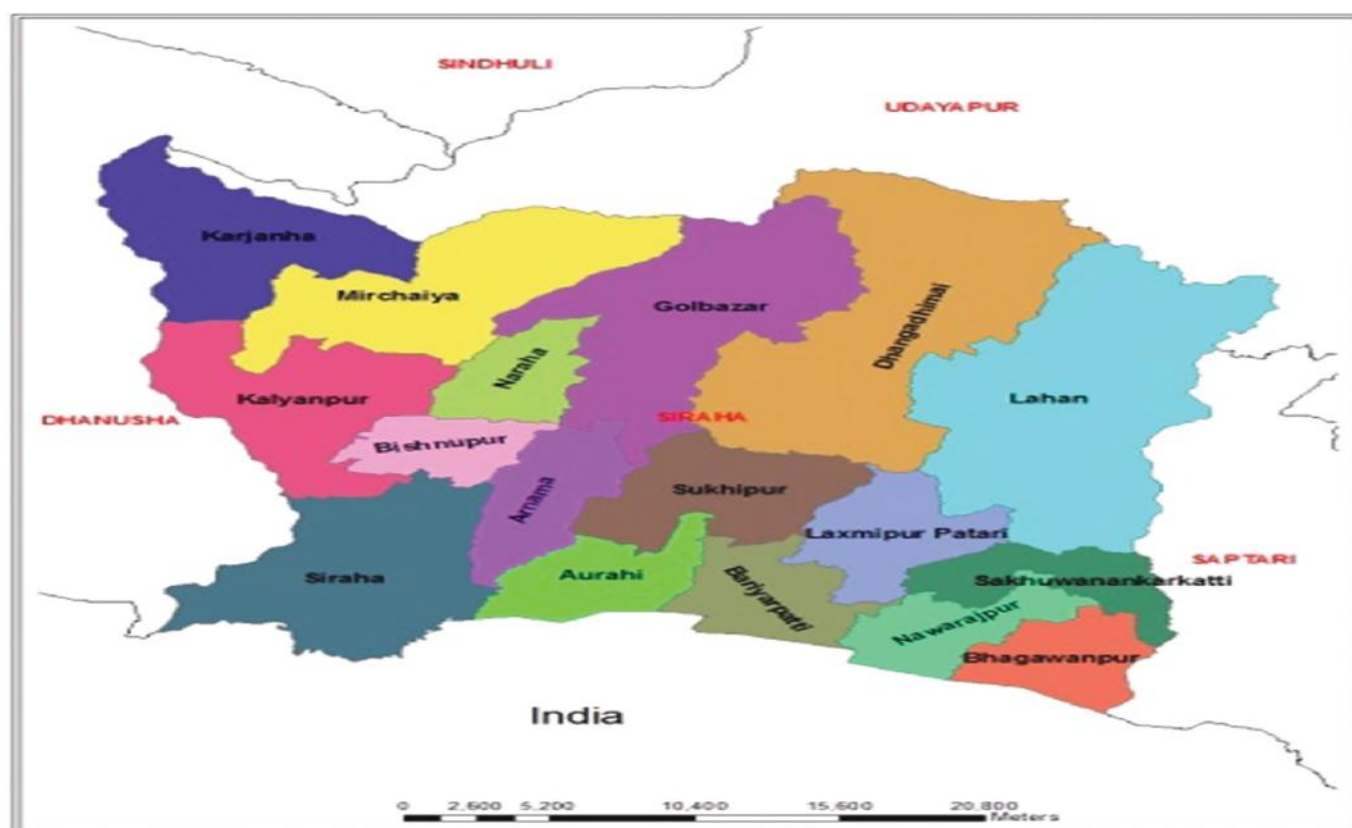 SINDHULI
UDAYAPUR
Karjanha
Mirchaiya
Golbazar
Dhangadhimai
Naraha
Kalyanpur
Lahan
DHANUSHA
SIRAHA
Bishnupur
Arnama
Sukhipur
Laxmipur Patari
SAPTARI
Siraha
Aurahi
Bariyarpatti
Sakhuwanankarkatti
Nawarajpur
Bhagawanpur
India
0 2,600 5,200 10,400 15,600 20,800
Meters